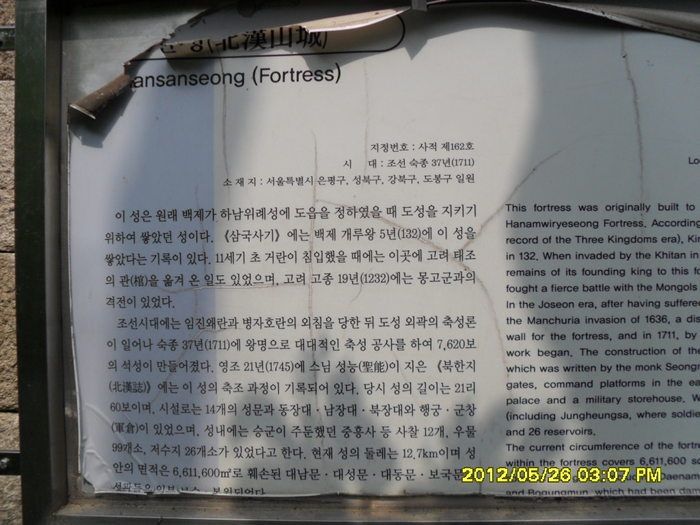 (北漢山城)
ansanseong (Fortress)
지정번호 : 사적 제162호
시 대 : 조선 숙종 37년(1711)
소 재 지 : 서울특별시 은평구, 성북구, 강북구, 도봉구 일원
이 성은 원래 백제가 하남위례성에 도읍을 정하였을 때 도성을 지키기
위하여 쌓았던 성이다. 《삼국사기》에는 백제 개루왕 5년(132)에 이 성을
쌓았다는 기록이 있다. 11세기 초 거란이 침입했을 때에는 이곳에 고려 태조
의 관(棺)을 옮겨 온 일도 있었으며, 고려 고종 19년(1232)에는 몽고군과의
격전이 있었다.
조선시대에는 임진왜란과 병자호란의 외침을 당한 뒤 도성 외곽의 축성론
이 일어나 숙종 37년(1711)에 왕명으로 대대적인 축성 공사를 하여 7,620보
의 석성이 만들어졌다. 영조 21년(1745)에 스님 성능(聖能)이 지은 《북한지
(北漢誌)》에는 이 성의 축조 과정이 기록되어 있다. 당시 성의 길이는 21리
60보이며, 시설로는 14개의 성문과 동장대·남장대·북장대와 행궁·군창
(軍倉)이 있었으며, 성내에는 승군이 주둔했던 중흥사 등 사찰 12개, 우물
99개소, 저수지 26개소가 있었다고 한다. 현재 성의 둘레는 12.7km이며 성
안의 면적은 6,611,600㎡로 훼손된 대남문·대성문·대동문·보국문
Lo
This fortress was originally built to
Hanamwiryeseong Fortress. According
record of the Three Kingdoms era), Kin
in 132. When invaded by the Khitan in
remains of its founding king to this f
fought a fierce battle with the Mongols
In the Joseon era, after having suffere
the Manchuria invasion of 1636, a dis
wall for the fortress, and in 1711, by
work began. The construction of the
which was written by the monk Seongn
gates, command platforms in the ea
palace and a military storehouse. W
(including Jungheungsa, where soldie
and 26 reservoirs.
The current circumference of the fortre
within the fortress covers 6,611,600 sq
Daenam
and Bogungmun, which had been dam
2012/05/26 03:07 PM